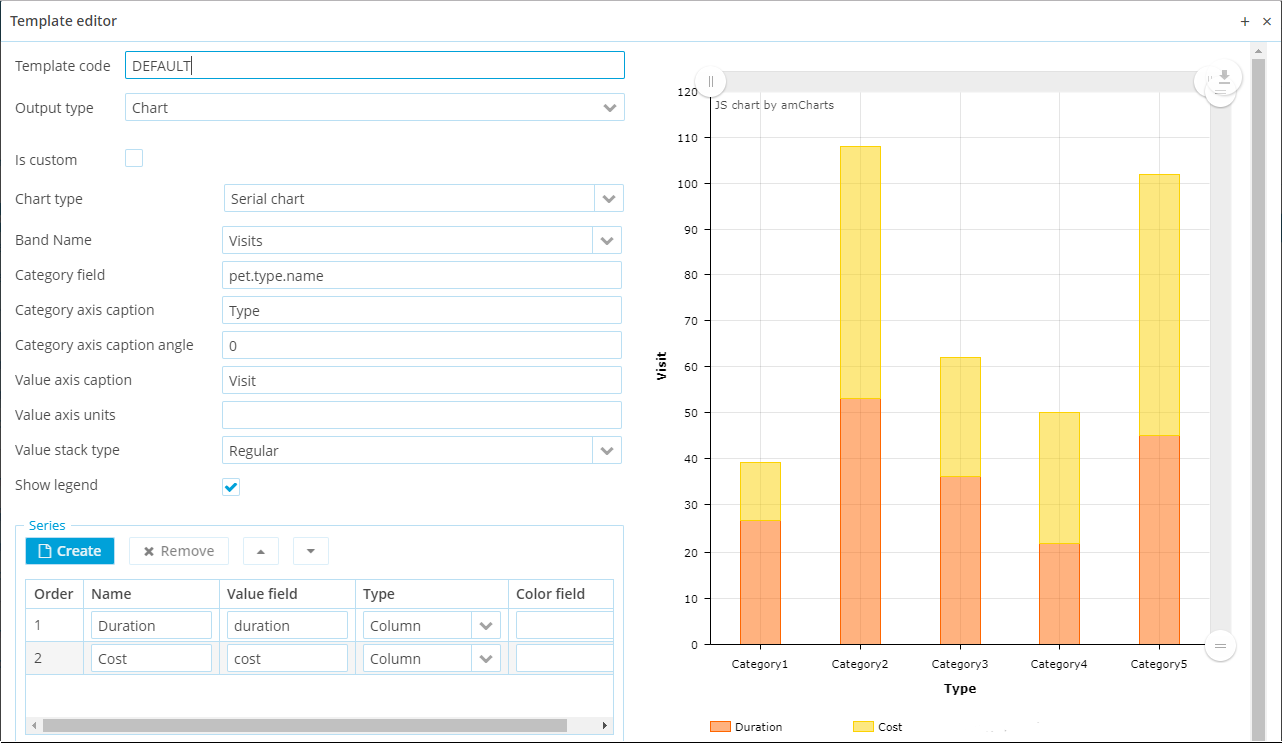 Template editor
Template code DEFAULT
Output type Chart
Is custom
Chart type Serial chart
Band Name Visits
Category field pet.type.name
Category axis caption Type
Category axis caption angle 0
Value axis caption Visit
Value axis units
Value stack type Regular
Show legend
Series
Create Remove
Order Name Value field Type Color field
1 Duration duration Column
2 Cost cost Column
JS chart by amCharts
120
110
100
90
80
70
60
50
40
30
20
10
0
Visit
Category1 Category2 Category3 Category4 Category5
Type
Duration Cost